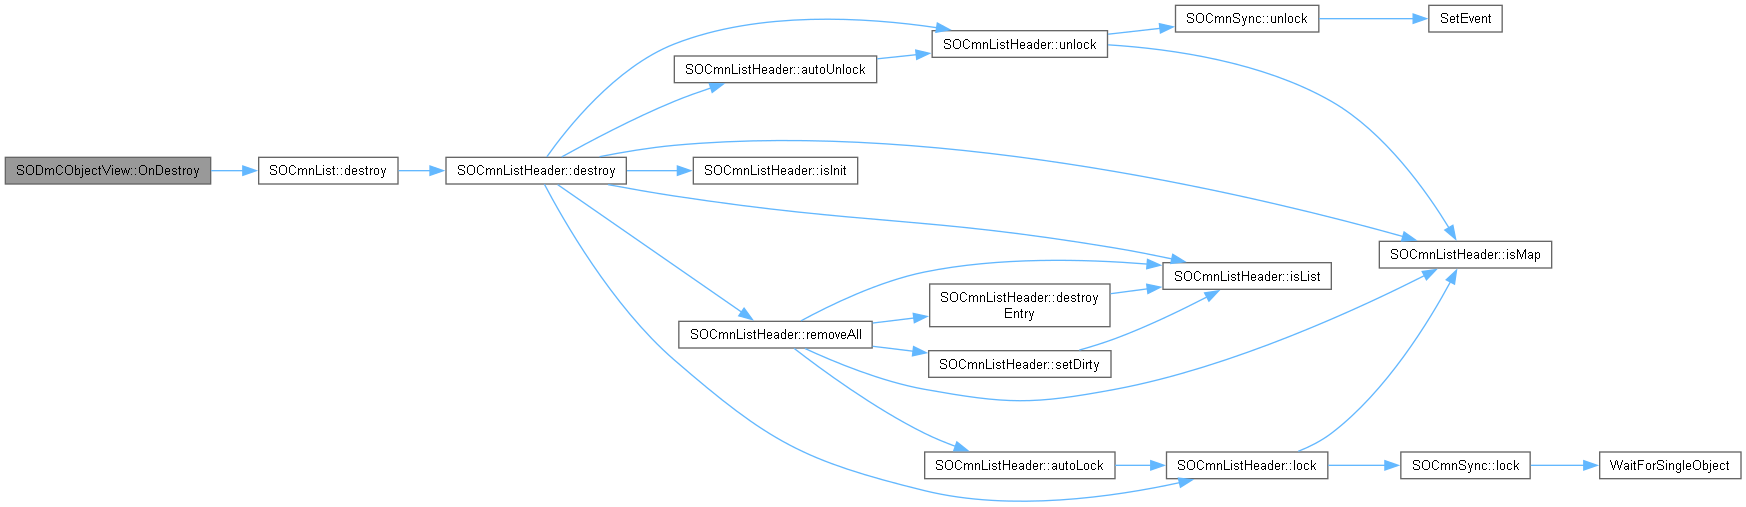 SODmCObjectView::OnDestroy
SOCmnList::destroy
SOCmnListHeader::destroy
SOCmnListHeader::autoUnlock
SOCmnListHeader::unlock
SOCmnSync::unlock
SetEvent
SOCmnListHeader::isInit
SOCmnListHeader::isMap
SOCmnListHeader::isList
SOCmnListHeader::removeAll
SOCmnListHeader::destroy
Entry
SOCmnListHeader::setDirty
SOCmnListHeader::autoLock
SOCmnListHeader::lock
SOCmnSync::lock
WaitForSingleObject